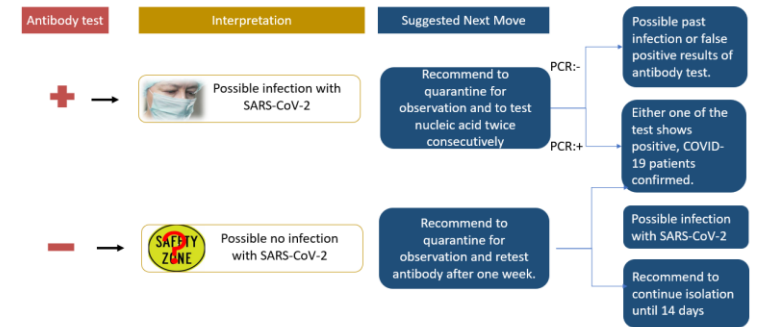 Antibody test
Interpretation
Suggested Next Move
+
Possible infection with
SARS-CoV-2
Recommend to
quarantine for
observation and to test
nucleic acid twice
consecutively
PCR:-
Possible past
infection or false
positive results of
antibody test.
PCR:+
Either one of the
test shows
positive, COVID-
19 patients
confirmed.
-
SAFETY
ZONE
?
Possible no infection
with SARS-CoV-2
Recommend to
quarantine for
observation and retest
antibody after one week.
Possible infection
with SARS-CoV-2
Recommend to
continue isolation
until 14 days